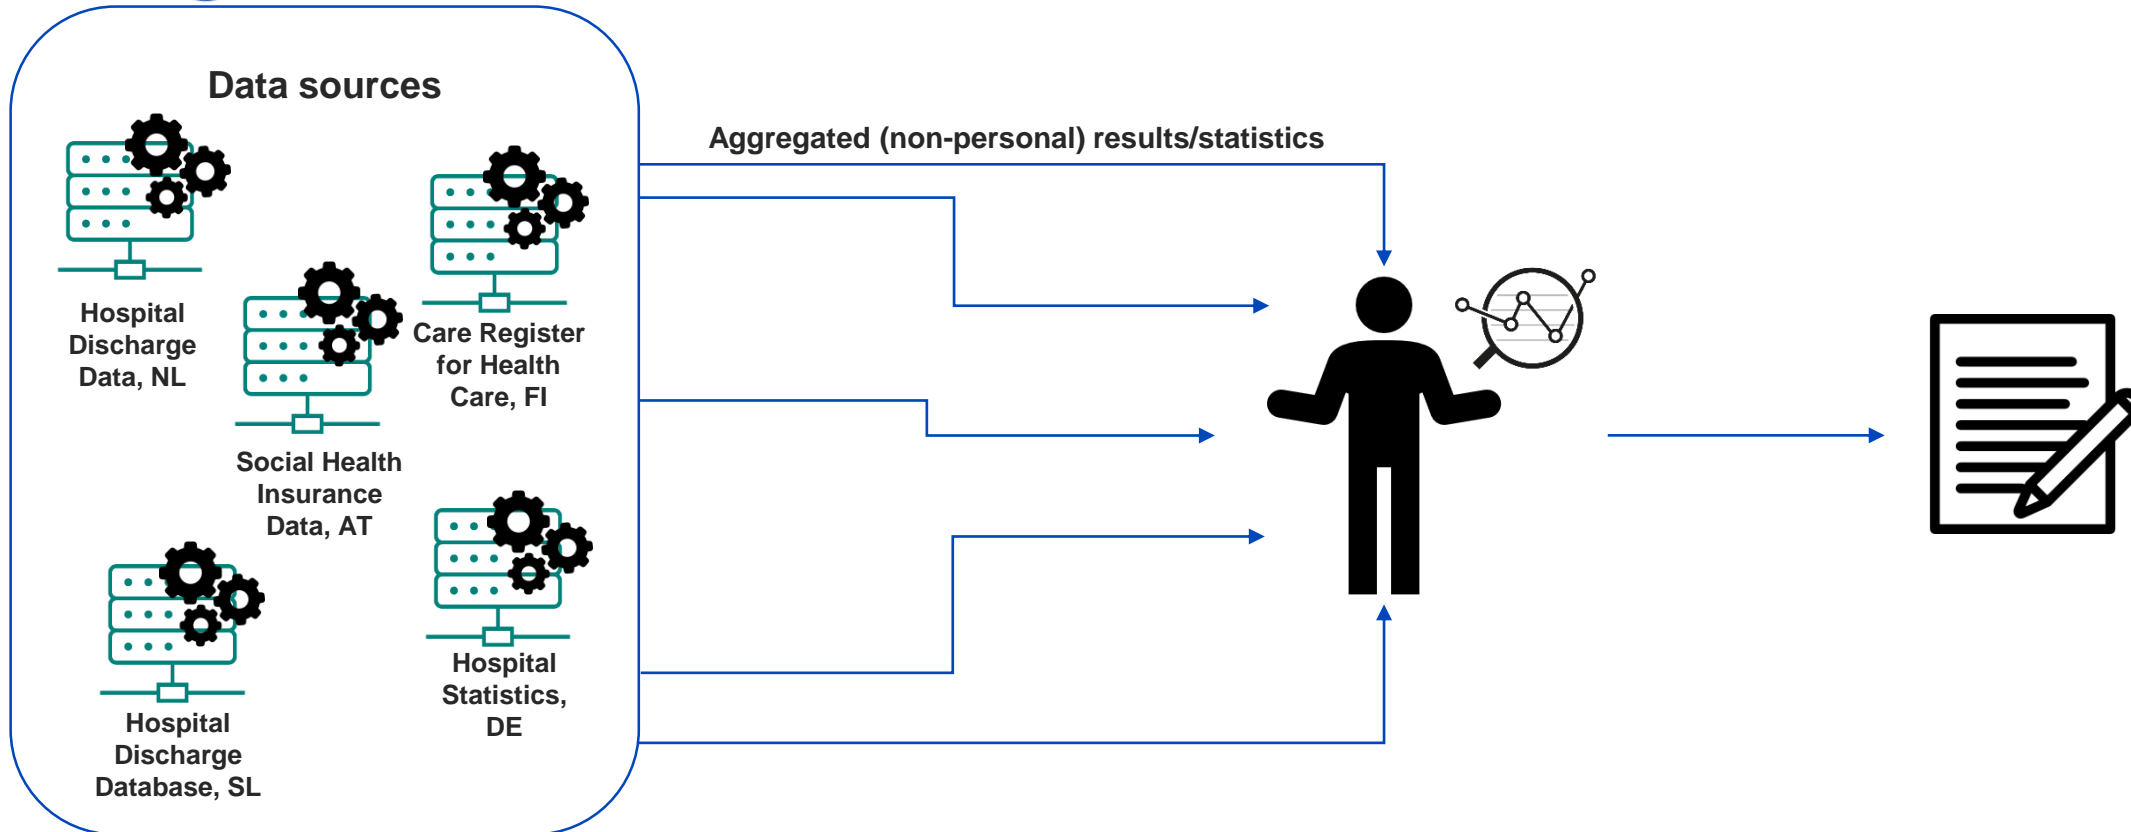 Data sources
Aggregated (non-personal) results/statistics
Hospital
Discharge
Data, NL
Care Register
for Health
Care, FI
Social Health
Insurance
Data, AT
Hospital
Statistics,
DE
Hospital
Discharge
Database, SL